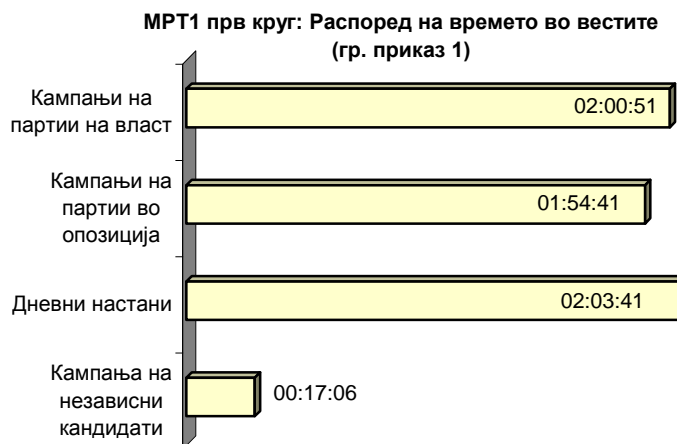 МРТ1 прв круг: Распоред на времето во вестите
(гр. приказ 1)
Кампањи на
партии на власт
02:00:51
Кампањи на
партии во
опозиција
01:54:41
Дневни настани
02:03:41
Кампања на
независни
кандидати
00:17:06